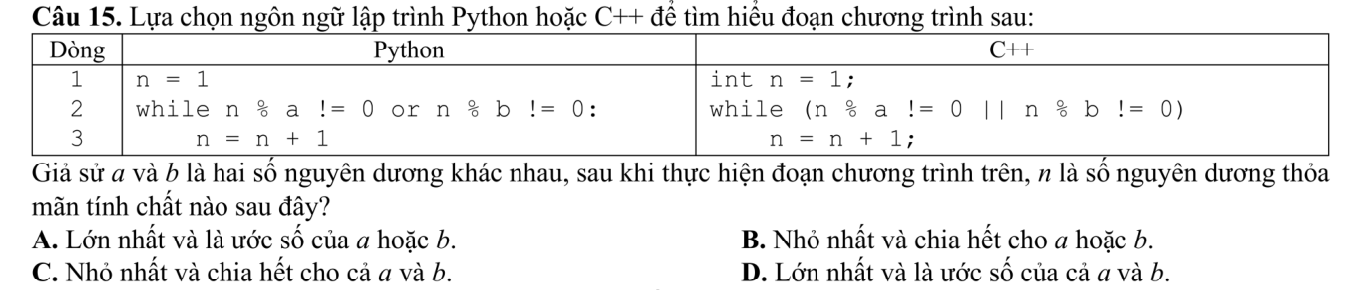 Câu 15. Lựa chọn ngôn ngữ lập trình Python hoặc C++ để tìm hiểu đoạn chương trình sau:
Dòng Python C++
1 n = 1 int n = 1;
2 while n % a != 0 or n % b != 0: while (n % a != 0 || n % b != 0)
3 n = n + 1 n = n + 1;
Giả sử a và b là hai số nguyên dương khác nhau, sau khi thực hiện đoạn chương trình trên, n là số nguyên dương thỏa
mãn tính chất nào sau đây?
A. Lớn nhất và là ước số của a hoặc b. B. Nhỏ nhất và chia hết cho a hoặc b.
C. Nhỏ nhất và chia hết cho cả a và b. D. Lớn nhất và là ước số của cả a và b.